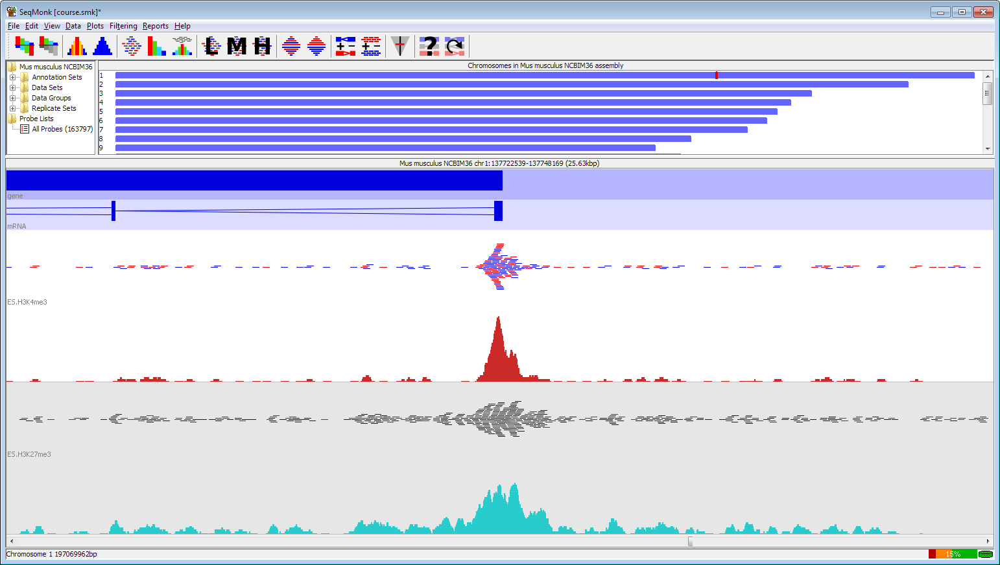 SeqMonk [course.smk]*
File Edit View Data Plots Filtering Reports Help
L M H ?
Mus musculus NCBIM36
Annotation Sets
Data Sets
Data Groups
Replicate Sets
Probe Lists
All Probes (163797)
Chromosomes in Mus musculus NCBIM36 assembly
1
2
3
4
5
6
7
8
9
Mus musculus NCBIM36 chr1:137722539-137748169 (25.63kbp)
gene
mRNA
ES.H3K4me3
ES.H3K27me3
Chromosome 1 197069962bp
15%